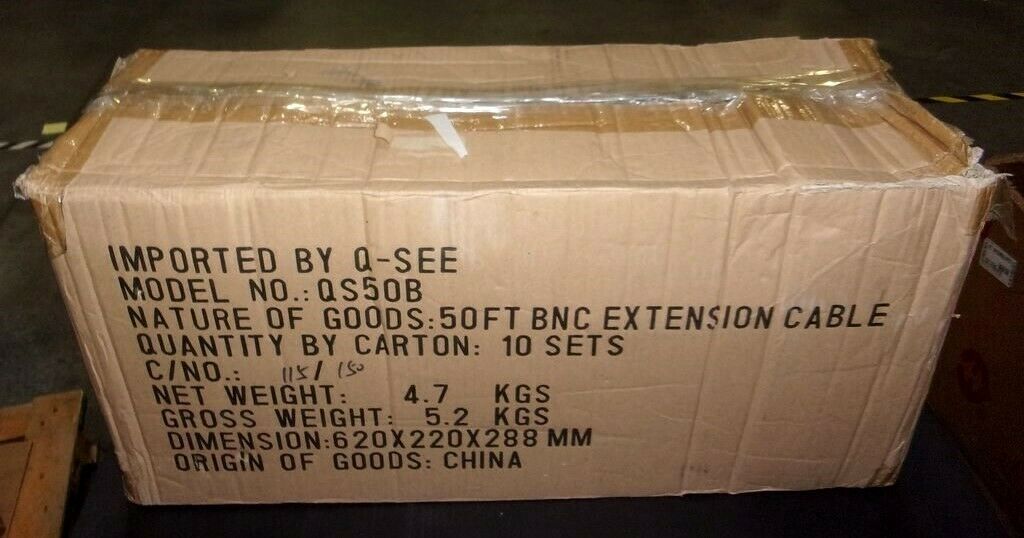 IMPORTED BY Q-SEE
MODEL NO.: QS50B
NATURE OF GOODS: 50FT BNC EXTENSION CABLE
QUANTITY BY CARTON: 10 SETS
C/NO.: 115/150
NET WEIGHT: 4.7 KGS
GROSS WEIGHT: 5.2 KGS
DIMENSION:620X220X288 MM
ORIGIN OF GOODS: CHINA